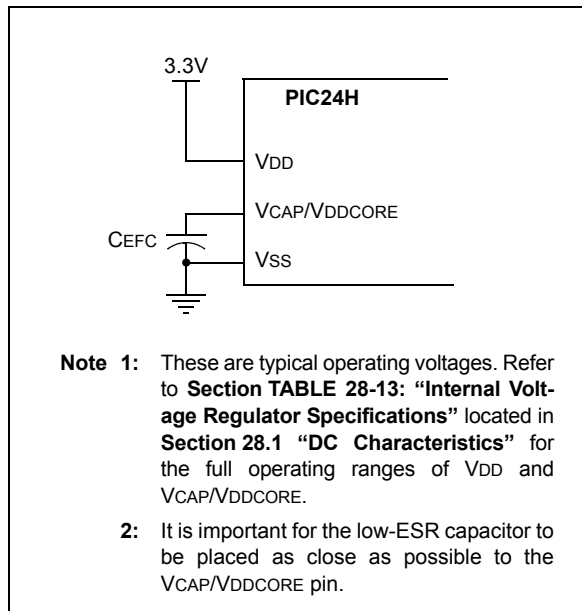 3.3V
PIC24H
VDD
VCAP/VDDCORE
CEFC
VSS
Note 1: These are typical operating voltages. Refer
to Section TABLE 28-13: “Internal Volt-
age Regulator Specifications” located in
Section 28.1 “DC Characteristics” for
the full operating ranges of VDD and
VCAP/VDDCORE.
2: It is important for the low-ESR capacitor to
be placed as close as possible to the
VCAP/VDDCORE pin.